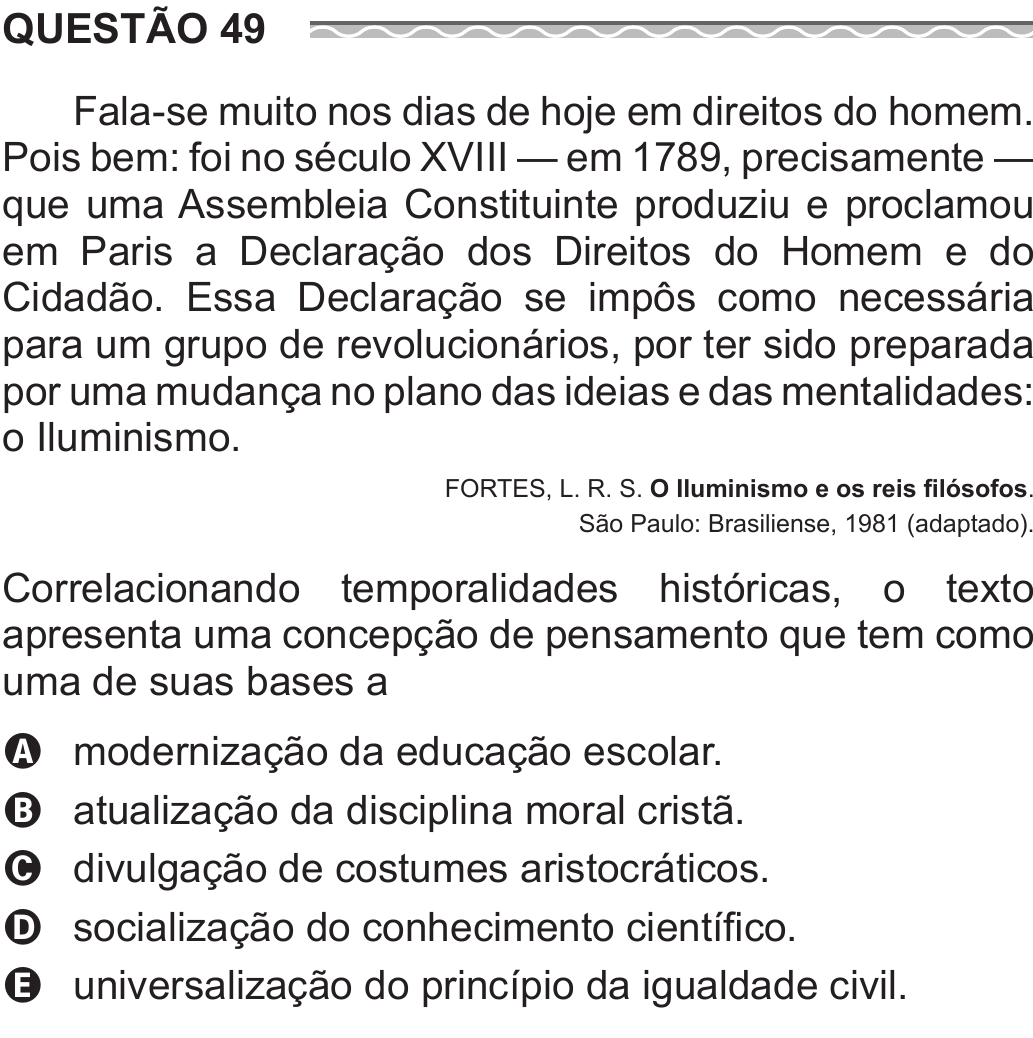 QUESTÃO 49
Fala-se muito nos dias de hoje em direitos do homem.
Pois bem: foi no século XVIII — em 1789, precisamente —
que uma Assembleia Constituinte produziu e proclamou
em Paris a Declaração dos Direitos do Homem e do
Cidadão. Essa Declaração se impôs como necessária
para um grupo de revolucionários, por ter sido preparada
por uma mudança no plano das ideias e das mentalidades:
o Iluminismo.
FORTES, L. R. S. O Iluminismo e os reis filósofos.
São Paulo: Brasiliense, 1981 (adaptado).
Correlacionando temporalidades históricas, o texto
apresenta uma concepção de pensamento que tem como
uma de suas bases a
A modernização da educação escolar.
B atualização da disciplina moral cristã.
C divulgação de costumes aristocráticos.
D socialização do conhecimento científico.
E universalização do princípio da igualdade civil.